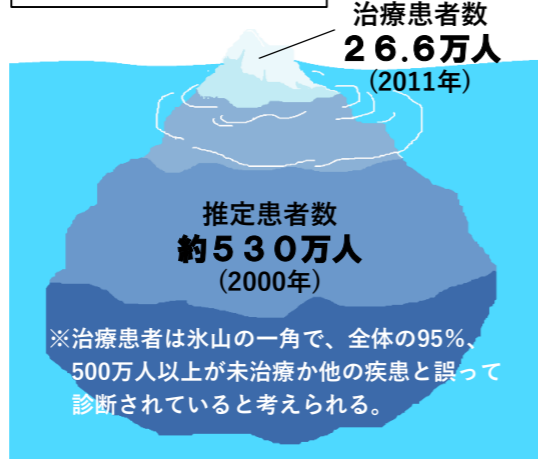 治療患者数
２６.６万人
(2011年)
推定患者数
約５３０万人
(2000年)
※治療患者は氷山の一角で、全体の95%、
500万人以上が未治療か他の疾患と誤って
診断されていると考えられる。